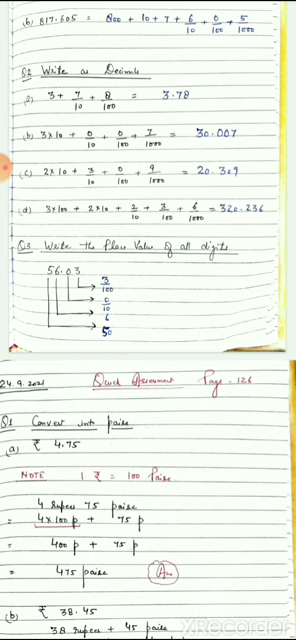 (b) 817.605 = 800 + 10 + 7 + 6/10 + 0/100 + 5/1000
Q2 Write as Decimals
(a) 3 + 7/10 + 8/100 = 3.78
(b) 3×10 + 0/10 + 0/100 + 7/1000 = 30.007
(c) 2×10 + 3/10 + 0/100 + 9/1000 = 20.309
(d) 3×100 + 2×10 + 2/10 + 3/100 + 6/1000 = 320.236
Q3 Write the Place Value of all digits
56.03
3/100
0/10
6
50
24.9.2021 Quick Assessment Page-126
Q1 Convert into paise
(a) ₹ 4.75
NOTE 1 ₹ = 100 Paise
4 rupees 75 paise
= 4×100 p + 75 p
= 400 p + 75 p
= 475 paise Ans
(b) ₹ 38.45
38 rupees + 45 paise
XRecorder